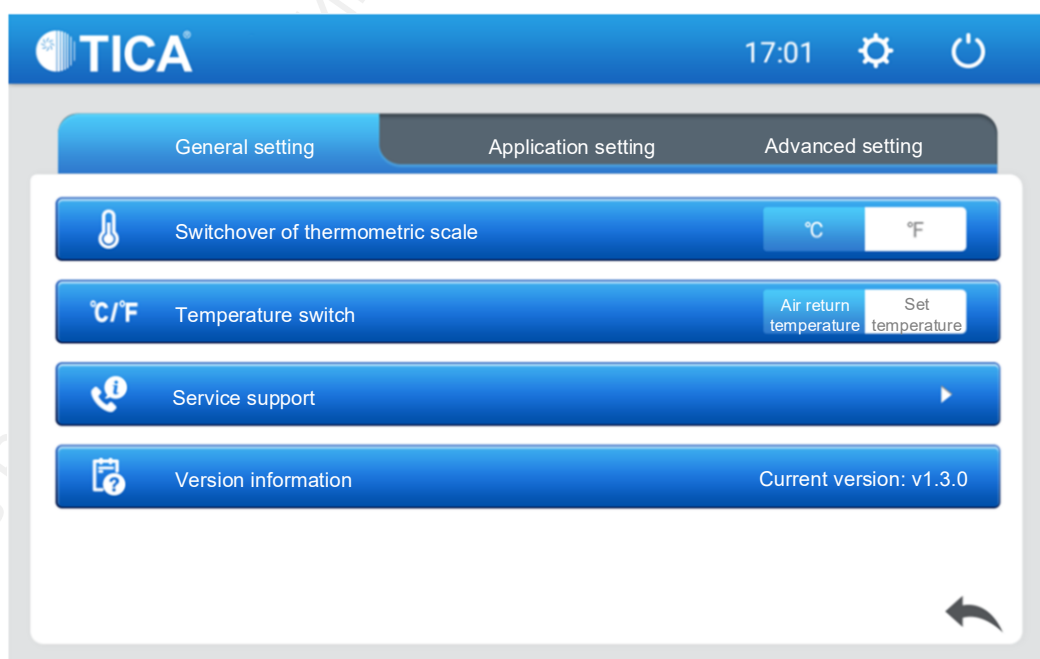 TICA
17:01
General setting
Application setting
Advanced setting
Switchover of thermometric scale
℃
℉
℃/℉
Temperature switch
Air return
temperature
Set
temperature
Service support
Version information
Current version: v1.3.0